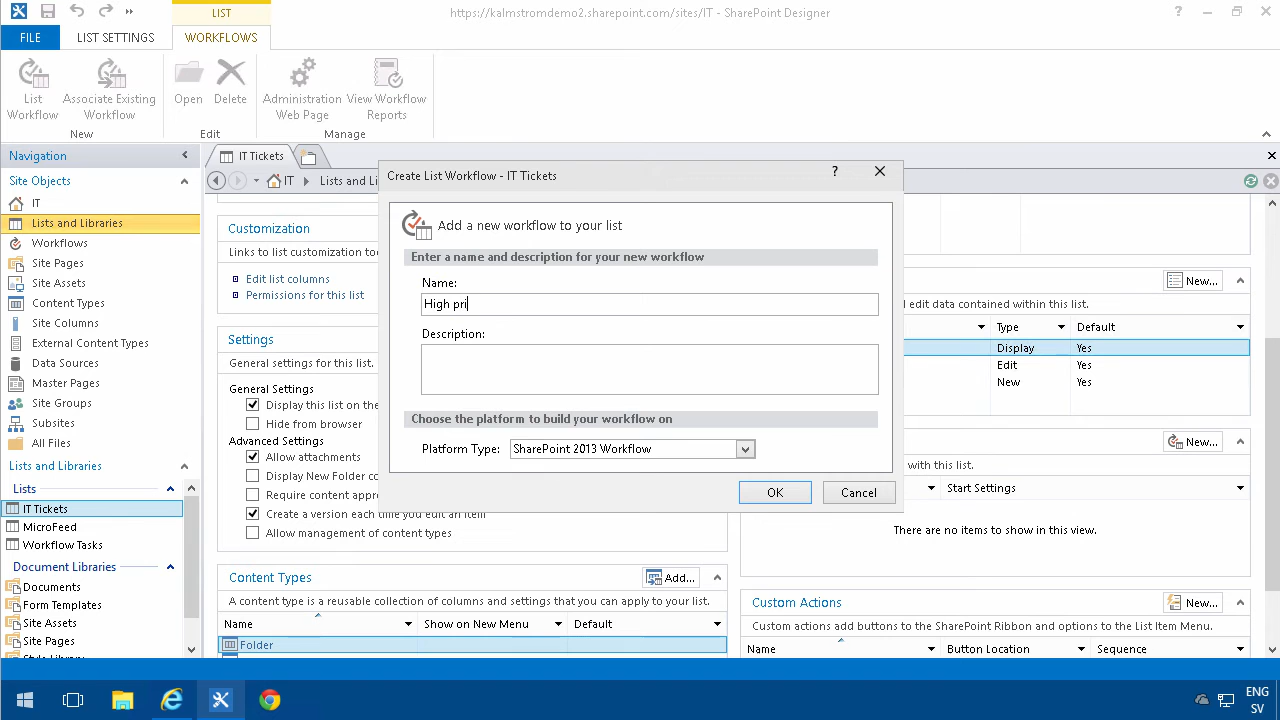 LIST
https://kalmstromdemo2.sharepoint.com/sites/IT - SharePoint Designer
FILE
LIST SETTINGS
WORKFLOWS
List Workflow
Associate Existing Workflow
Open
Delete
Administration Web Page
View Workflow Reports
New
Edit
Manage
Navigation
IT Tickets
Site Objects
IT
Lists and Li
IT
Lists and Libraries
Workflows
Site Pages
Site Assets
Content Types
Site Columns
External Content Types
Data Sources
Master Pages
Site Groups
Subsites
All Files
Lists and Libraries
Lists
IT Tickets
MicroFeed
Workflow Tasks
Document Libraries
Documents
Form Templates
Site Assets
Site Pages
Customization
Links to list customization to
Edit list columns
Permissions for this list
Settings
General settings for this list.
General Settings
Display this list on the
Hide from browser
Advanced Settings
Allow attachments
Display New Folder co
Require content appr
Create a version each time you edit an item
Allow management of content types
Content Types
Add...
A content type is a reusable collection of columns and settings that you can apply to your list.
Name
Show on New Menu
Default
Folder
Create List Workflow - IT Tickets
?
Add a new workflow to your list
Enter a name and description for your new workflow
Name:
High pri
Description:
Choose the platform to build your workflow on
Platform Type:
SharePoint 2013 Workflow
OK
Cancel
New...
edit data contained within this list.
Type
Default
Display
Yes
Edit
Yes
New
Yes
New...
with this list.
Start Settings
There are no items to show in this view.
Custom Actions
New...
Custom actions add buttons to the SharePoint Ribbon and options to the List Item Menu.
Name
Button Location
Sequence
ENG
SV